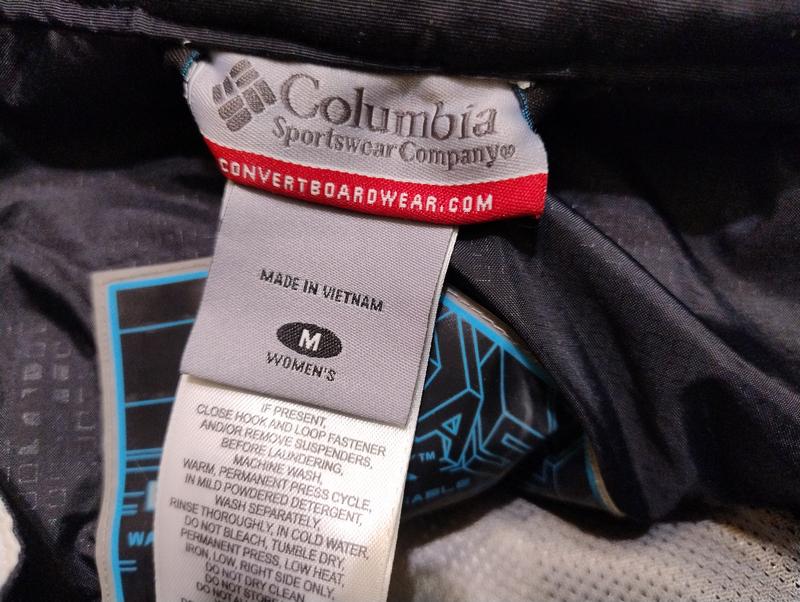 Columbia
Sportswear Company®
CONVERTBOARDWEAR.COM
MADE IN VIETNAM
M
WOMEN'S
IF PRESENT,
CLOSE HOOK AND LOOP FASTENER
AND/OR REMOVE SUSPENDERS,
BEFORE LAUNDERING,
MACHINE WASH,
WARM, PERMANENT PRESS CYCLE,
IN MILD POWDERED DETERGENT,
WASH SEPARATELY.
RINSE THOROUGHLY, IN COLD WATER,
DO NOT BLEACH, TUMBLE DRY,
PERMANENT PRESS, LOW HEAT,
IRON, LOW, RIGHT SIDE ONLY,
DO NOT DRY CLEAN
DO NOT STORE